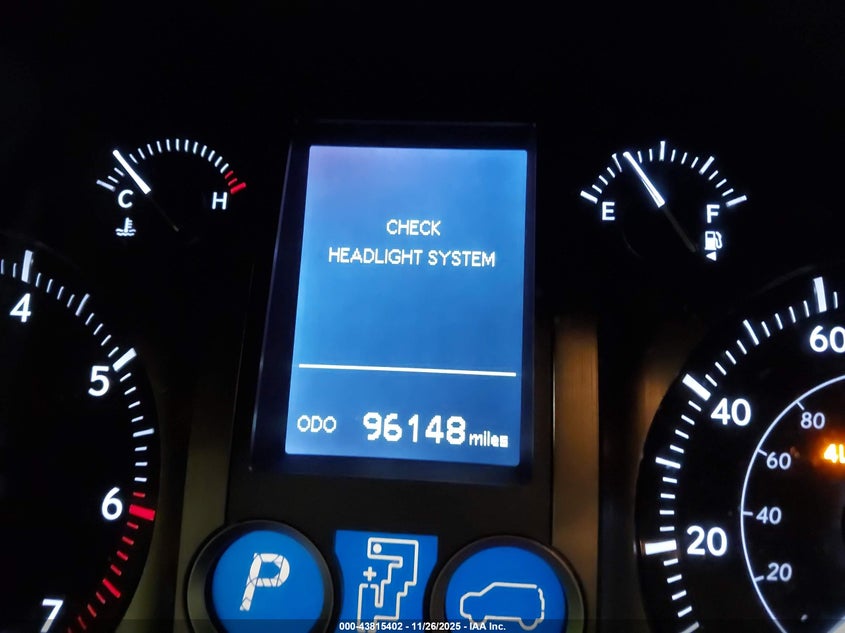 C H
E F
CHECK
HEADLIGHT SYSTEM
ODO 96148 miles
4
5
6
7
60
40
20
80
60
40
20
P
+
000-43815402 - 11/26/2025 - IAA Inc.